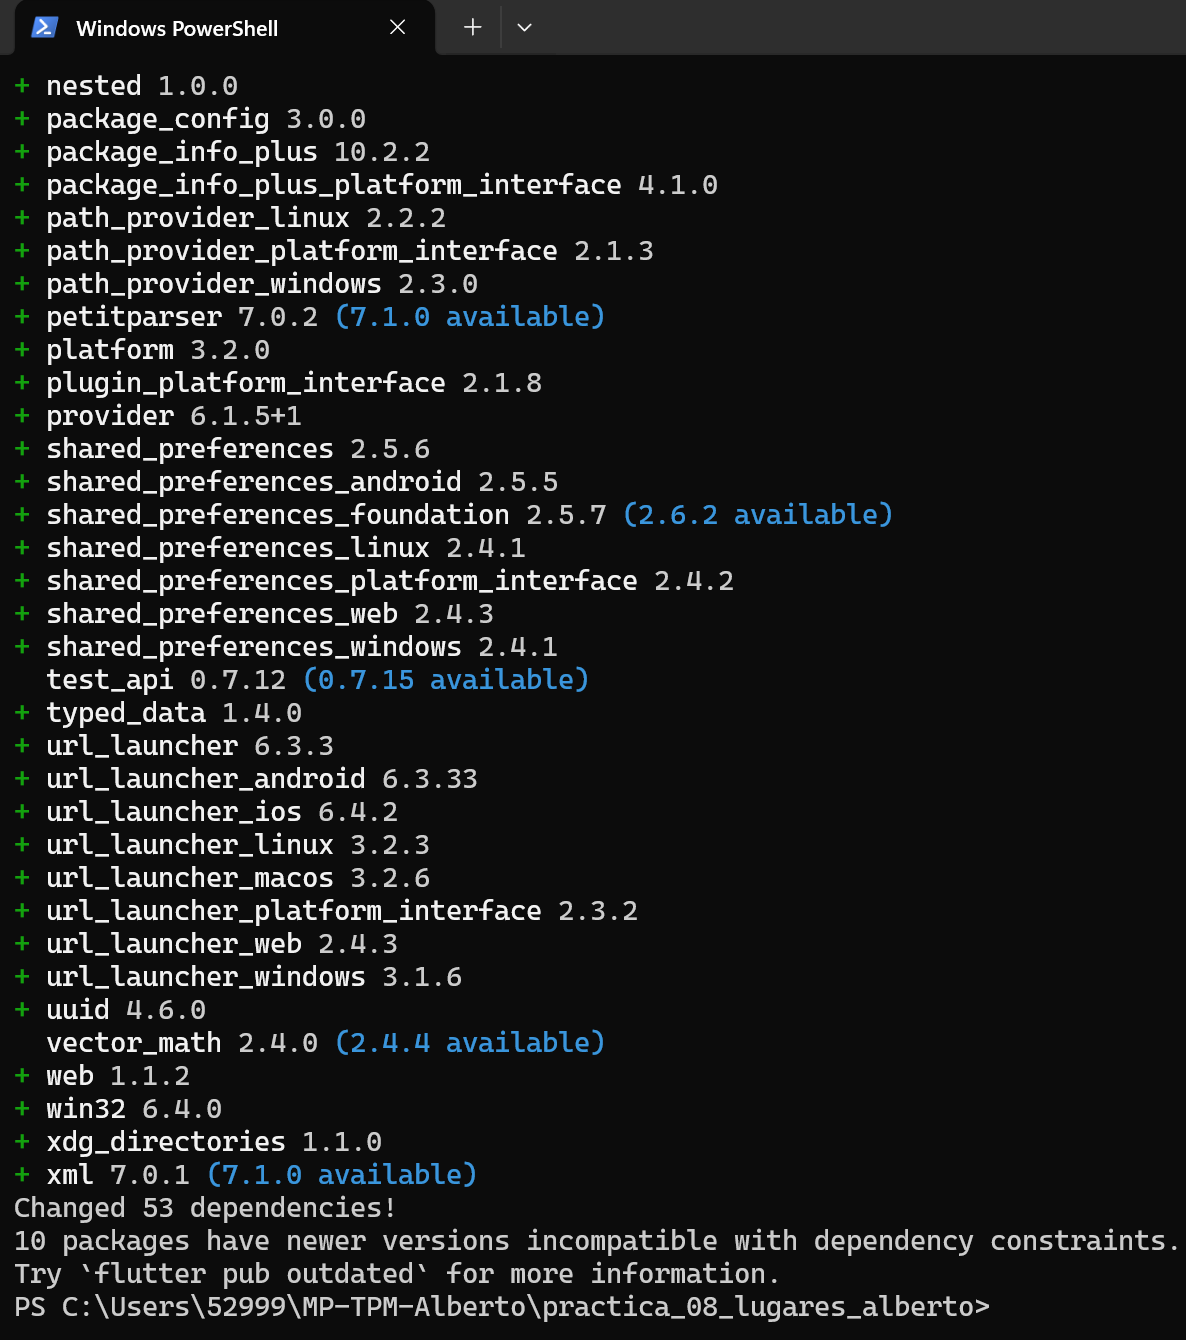 Windows PowerShell
+ nested 1.0.0
+ package_config 3.0.0
+ package_info_plus 10.2.2
+ package_info_plus_platform_interface 4.1.0
+ path_provider_linux 2.2.2
+ path_provider_platform_interface 2.1.3
+ path_provider_windows 2.3.0
+ petitparser 7.0.2 (7.1.0 available)
+ platform 3.2.0
+ plugin_platform_interface 2.1.8
+ provider 6.1.5+1
+ shared_preferences 2.5.6
+ shared_preferences_android 2.5.5
+ shared_preferences_foundation 2.5.7 (2.6.2 available)
+ shared_preferences_linux 2.4.1
+ shared_preferences_platform_interface 2.4.2
+ shared_preferences_web 2.4.3
+ shared_preferences_windows 2.4.1
  test_api 0.7.12 (0.7.15 available)
+ typed_data 1.4.0
+ url_launcher 6.3.3
+ url_launcher_android 6.3.33
+ url_launcher_ios 6.4.2
+ url_launcher_linux 3.2.3
+ url_launcher_macos 3.2.6
+ url_launcher_platform_interface 2.3.2
+ url_launcher_web 2.4.3
+ url_launcher_windows 3.1.6
+ uuid 4.6.0
  vector_math 2.4.0 (2.4.4 available)
+ web 1.1.2
+ win32 6.4.0
+ xdg_directories 1.1.0
+ xml 7.0.1 (7.1.0 available)
Changed 53 dependencies!
10 packages have newer versions incompatible with dependency constraints.
Try `flutter pub outdated` for more information.
PS C:\Users\52999\MP-TPM-Alberto\practica_08_lugares_alberto>